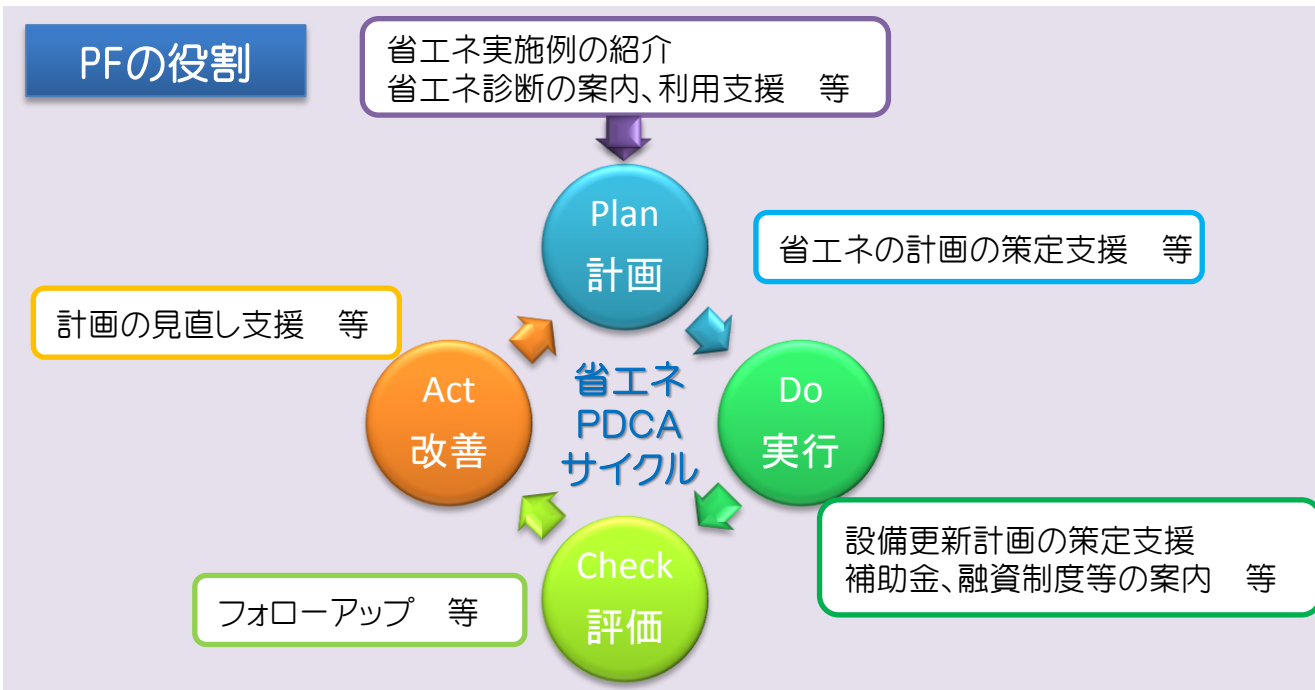 PFの役割
省エネ実施例の紹介
省エネ診断の案内、利用支援　等
Plan
計画
省エネの計画の策定支援　等
計画の見直し支援　等
Act
改善
省エネ
PDCA
サイクル
Do
実行
設備更新計画の策定支援
補助金、融資制度等の案内　等
Check
評価
フォローアップ　等